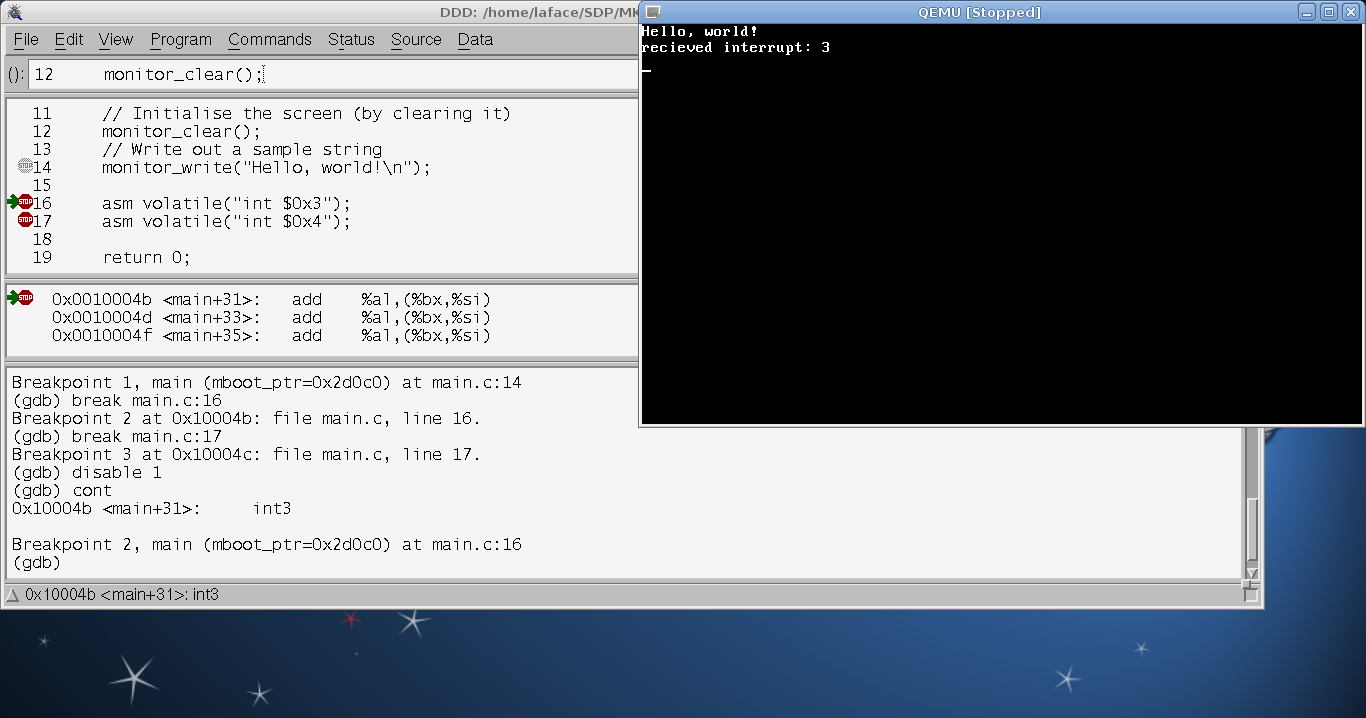 DDD: /home/laface/SDP/MK
File Edit View Program Commands Status Source Data
(): 12 monitor_clear();
11 // Initialise the screen (by clearing it)
12 monitor_clear();
13 // Write out a sample string
STOP 14 monitor_write("Hello, world!\n");
15
STOP 16 asm volatile("int $0x3");
STOP 17 asm volatile("int $0x4");
18
19 return 0;
STOP 0x0010004b <main+31>: add %al,(%bx,%si)
0x0010004d <main+33>: add %al,(%bx,%si)
0x0010004f <main+35>: add %al,(%bx,%si)
Breakpoint 1, main (mboot_ptr=0x2d0c0) at main.c:14
(gdb) break main.c:16
Breakpoint 2 at 0x10004b: file main.c, line 16.
(gdb) break main.c:17
Breakpoint 3 at 0x10004c: file main.c, line 17.
(gdb) disable 1
(gdb) cont
0x10004b <main+31>: int3
Breakpoint 2, main (mboot_ptr=0x2d0c0) at main.c:16
(gdb)
0x10004b <main+31>: int3
QEMU [Stopped]
Hello, world!
recieved interrupt: 3